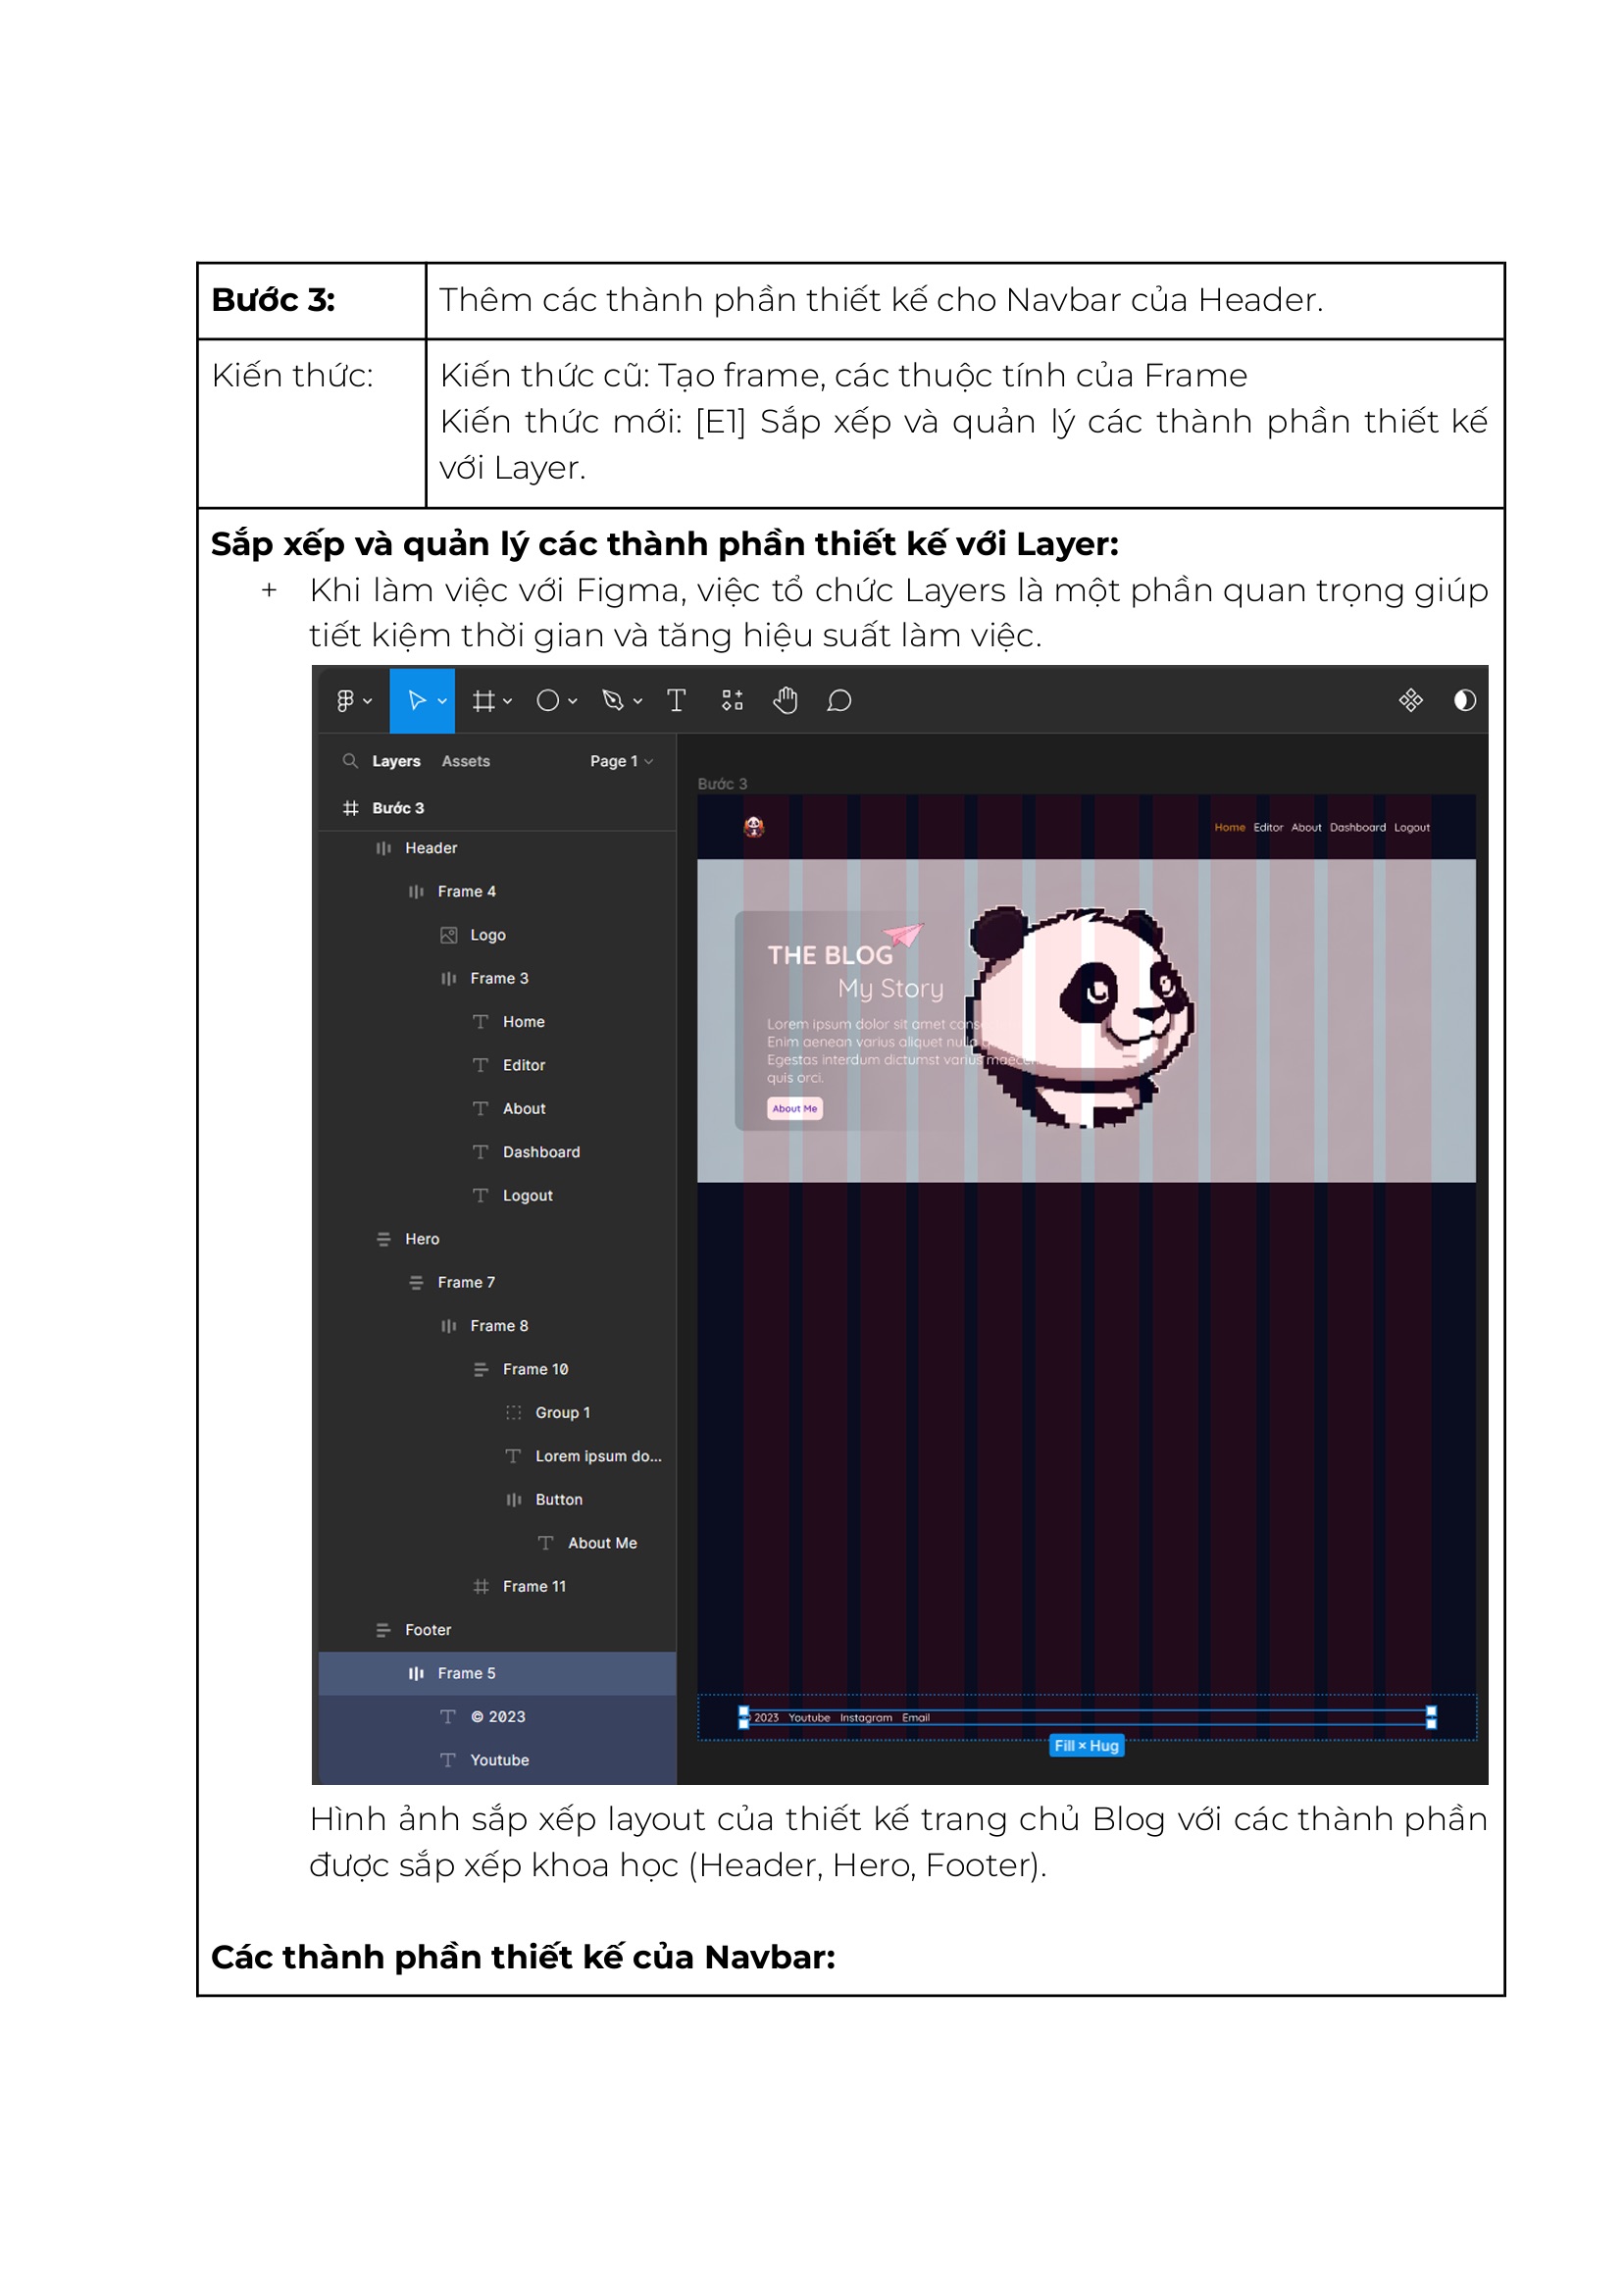 Bước 3:
Thêm các thành phần thiết kế cho Navbar của Header.
Kiến thức:
Kiến thức cũ: Tạo frame, các thuộc tính của Frame
Kiến thức mới: [E1] Sắp xếp và quản lý các thành phần thiết kế
với Layer.
Sắp xếp và quản lý các thành phần thiết kế với Layer:
+ Khi làm việc với Figma, việc tổ chức Layers là một phần quan trọng giúp
tiết kiệm thời gian và tăng hiệu suất làm việc.
Layers Assets Page 1
Bước 3
Header
Frame 4
Logo
Frame 3
Home
Editor
About
Dashboard
Logout
Hero
Frame 7
Frame 8
Frame 10
Group 1
Lorem ipsum do...
Button
About Me
Frame 11
Footer
Frame 5
© 2023
Youtube
Bước 3
Home Editor About Dashboard Logout
THE BLOG
My Story
Lorem ipsum dolor sit amet cons
Enim aenean varius aliquet nulla
Egestas interdum dictumst varius maece
quis orci.
About Me
2023 Youtube Instagram Email
Fill × Hug
Hình ảnh sắp xếp layout của thiết kế trang chủ Blog với các thành phần
được sắp xếp khoa học (Header, Hero, Footer).
Các thành phần thiết kế của Navbar: